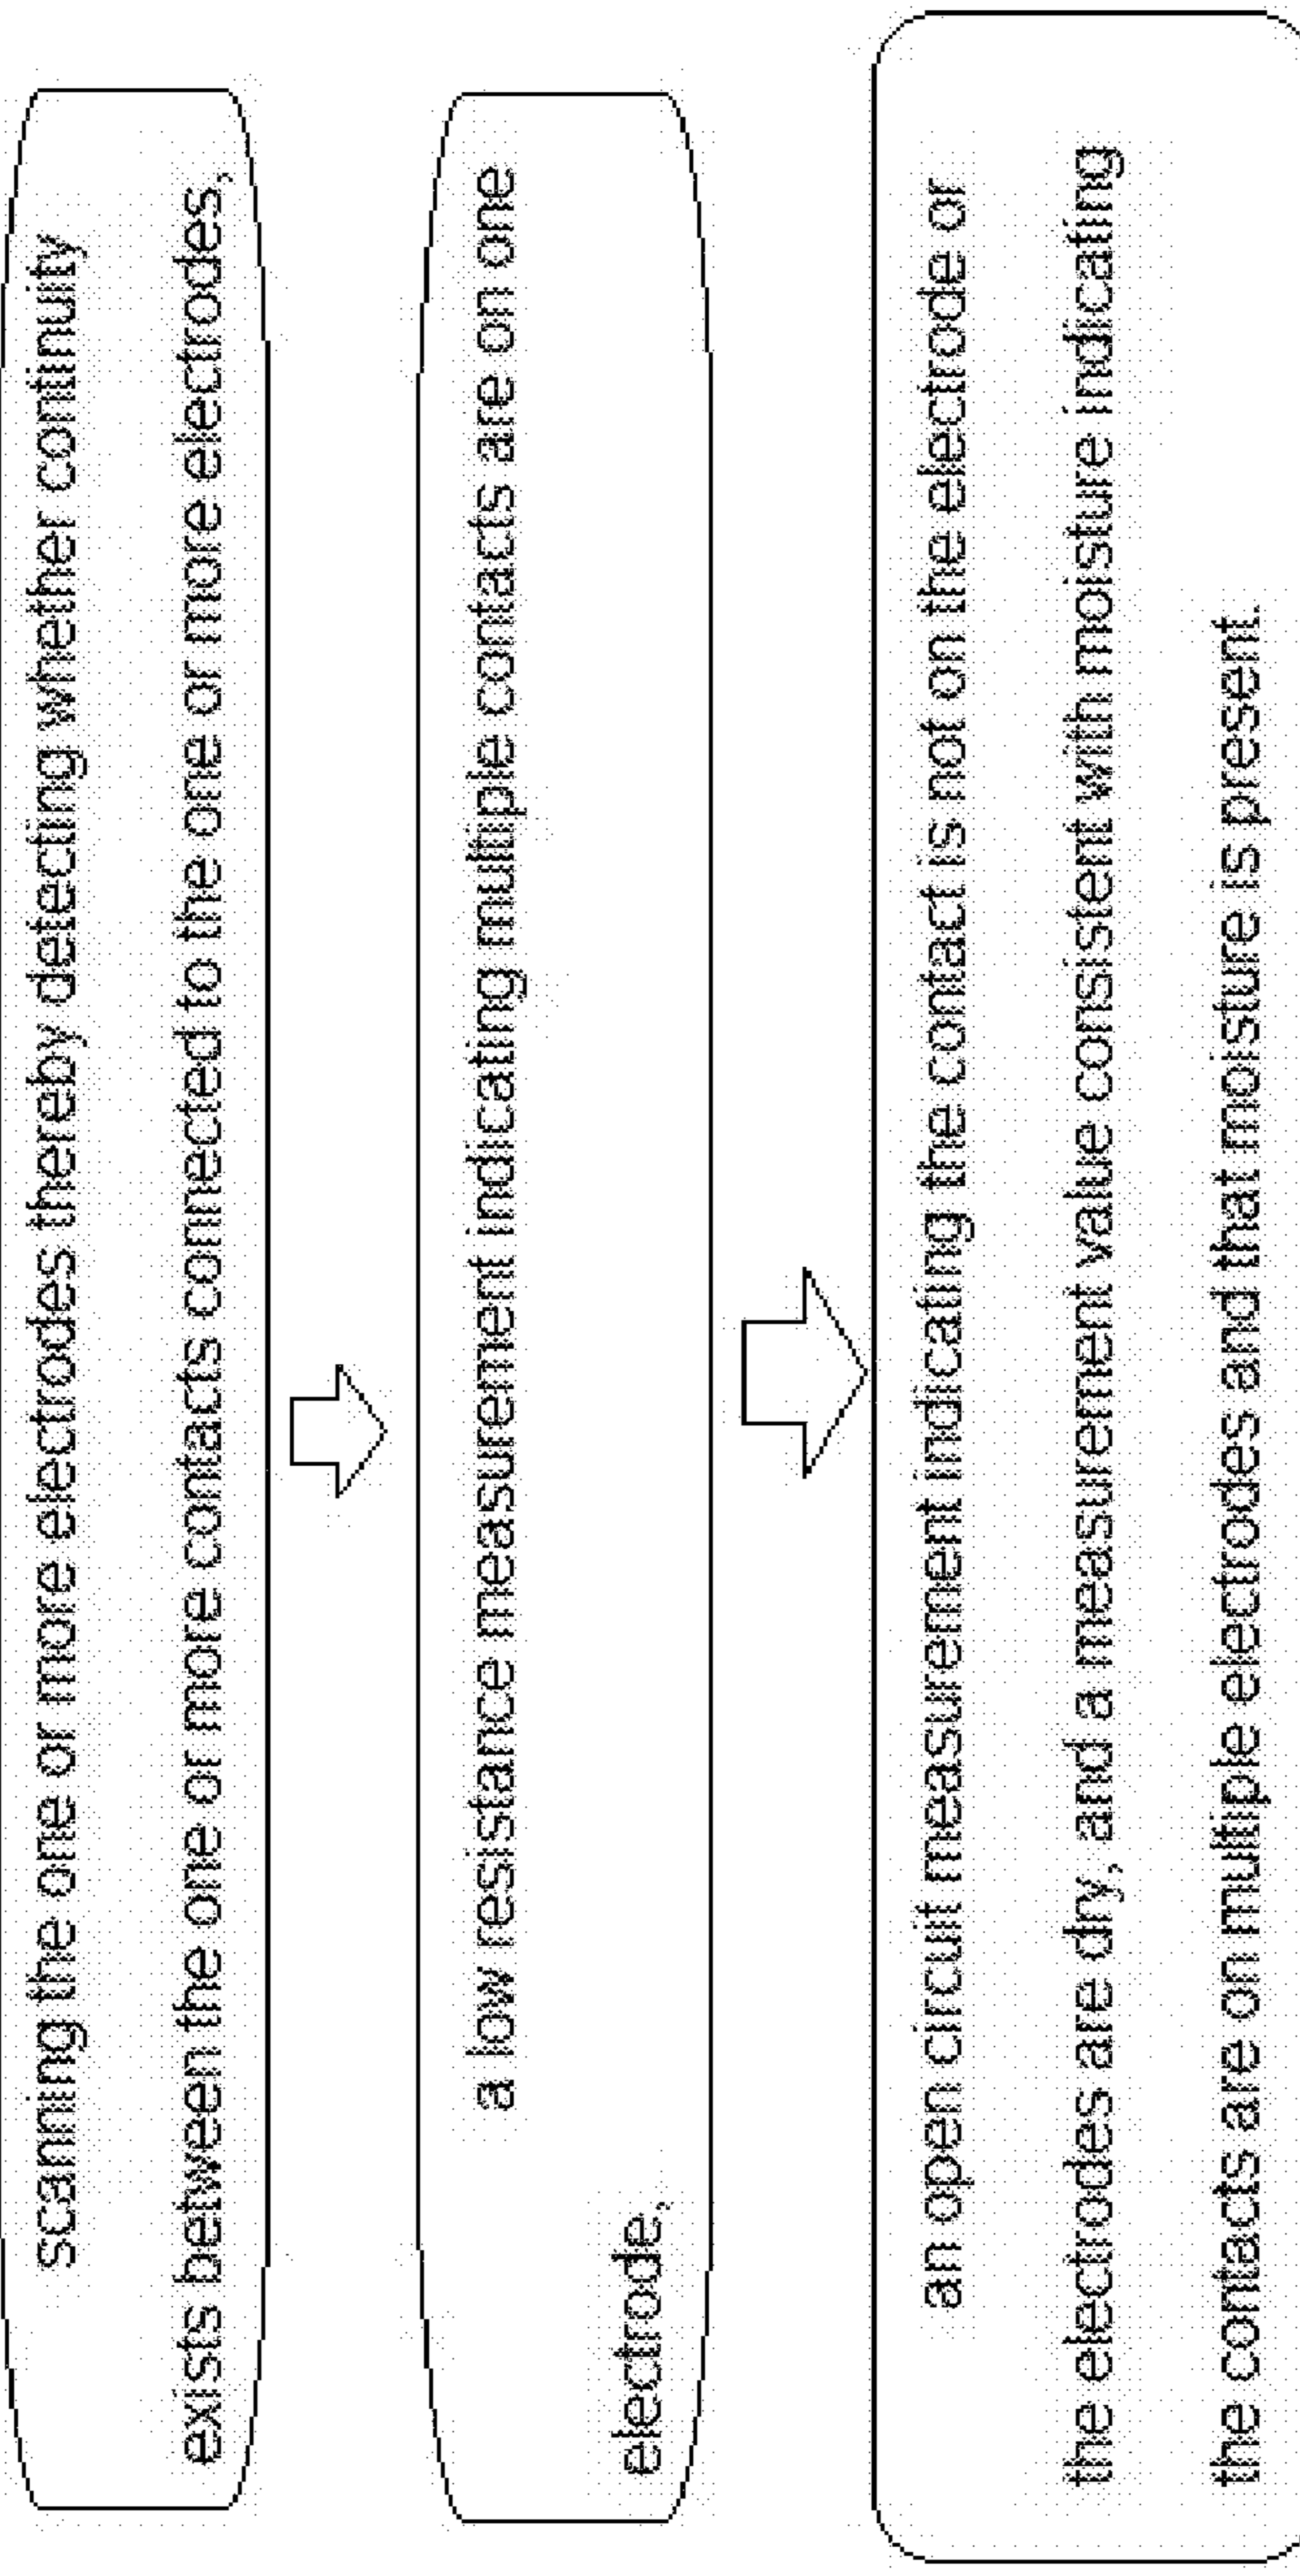 scanning the one or more electrodes thereby detecting whether continuity
exists between the one or more contacts connected to the one or more electrodes,
a low resistance measurement indicating multiple contacts are on one
electrode,
an open circuit measurement indicating the contact is not on the electrode or
the electrodes are dry, and a measurement value consistent with moisture indicating
the contacts are on multiple electrodes and that moisture is present.